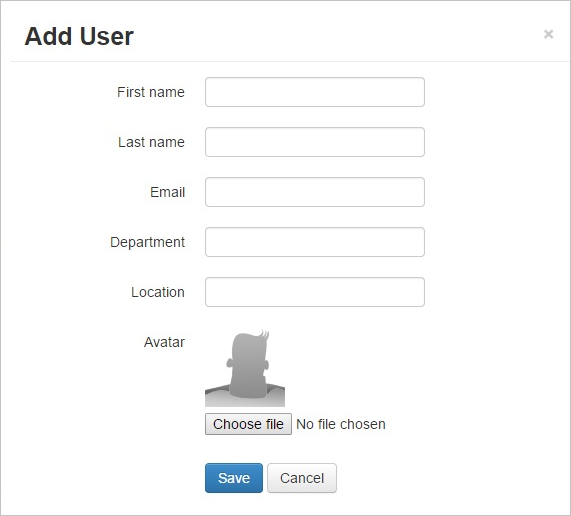 Add User ×
First name
Last name
Email
Department
Location
Avatar
Choose file No file chosen
Save Cancel